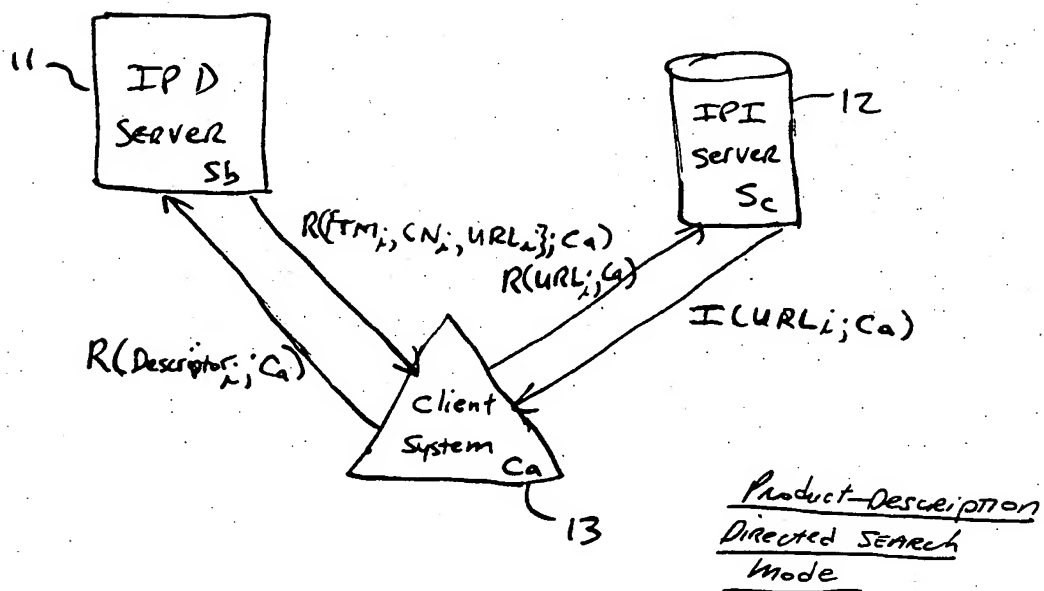 11
IPD
SERVER
Sb
IPI
Server
Sc
12
R({TMi, CNi, URLi}; Ca)
R(URLi; Ca)
I(URLi; Ca)
R(Descriptori; Ca)
Client
System
Ca
13
Product-Description
Directed Search
Mode